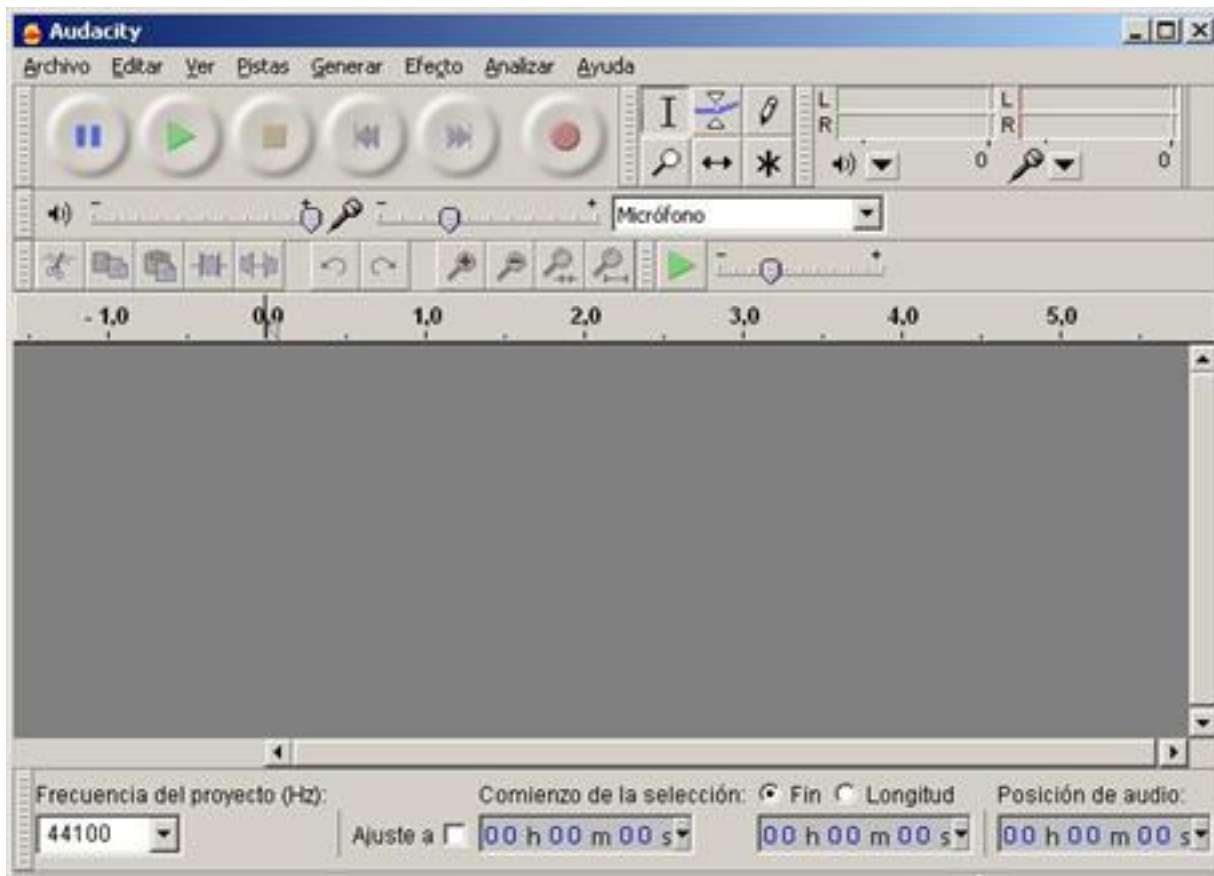 Audacity
Archivo Editar Ver Pistas Generar Efecto Analizar Ayuda
L L
R R
0 0
- + - + Micrófono
- +
- 1,0 0,0 1,0 2,0 3,0 4,0 5,0
Frecuencia del proyecto (Hz): Comienzo de la selección: Fin Longitud Posición de audio:
44100 Ajuste a 00 h 00 m 00 s 00 h 00 m 00 s 00 h 00 m 00 s